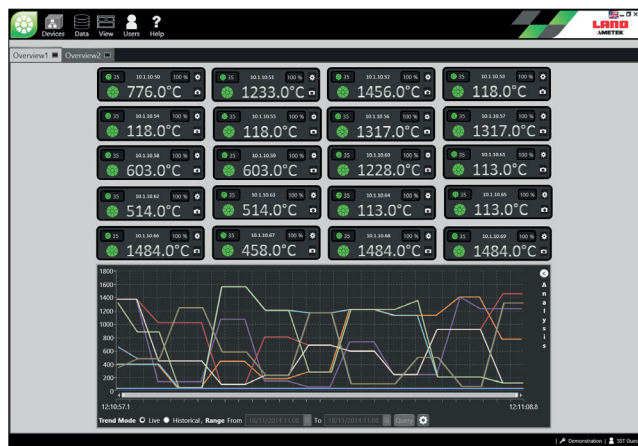 Devices Data View Users Help
LAND
AMETEK
Overview1 Overview2
35 10.1.10.50 100 % 35 10.1.10.51 100 % 35 10.1.10.52 100 % 35 10.1.10.53 100 %
776.0°C 1233.0°C 1456.0°C 118.0°C
35 10.1.10.54 100 % 35 10.1.10.55 100 % 35 10.1.10.56 100 % 35 10.1.10.57 100 %
118.0°C 118.0°C 1317.0°C 1317.0°C
35 10.1.10.58 100 % 35 10.1.10.59 100 % 35 10.1.10.60 100 % 35 10.1.10.61 100 %
603.0°C 603.0°C 1228.0°C 113.0°C
35 10.1.10.62 100 % 35 10.1.10.63 100 % 35 10.1.10.64 100 % 35 10.1.10.65 100 %
514.0°C 514.0°C 113.0°C 113.0°C
35 10.1.10.66 100 % 35 10.1.10.67 100 % 35 10.1.10.68 100 % 35 10.1.10.69 100 %
1484.0°C 458.0°C 1484.0°C 1484.0°C
1800
1600
1400
1200
1000
800
600
400
200
0
Analysis
12:10:57.1 12:11:08.8
Trend Mode Live Historical, Range From 18/11/2014 11:08 To 18/11/2014 11:08 Query
Demonstration SST Guest